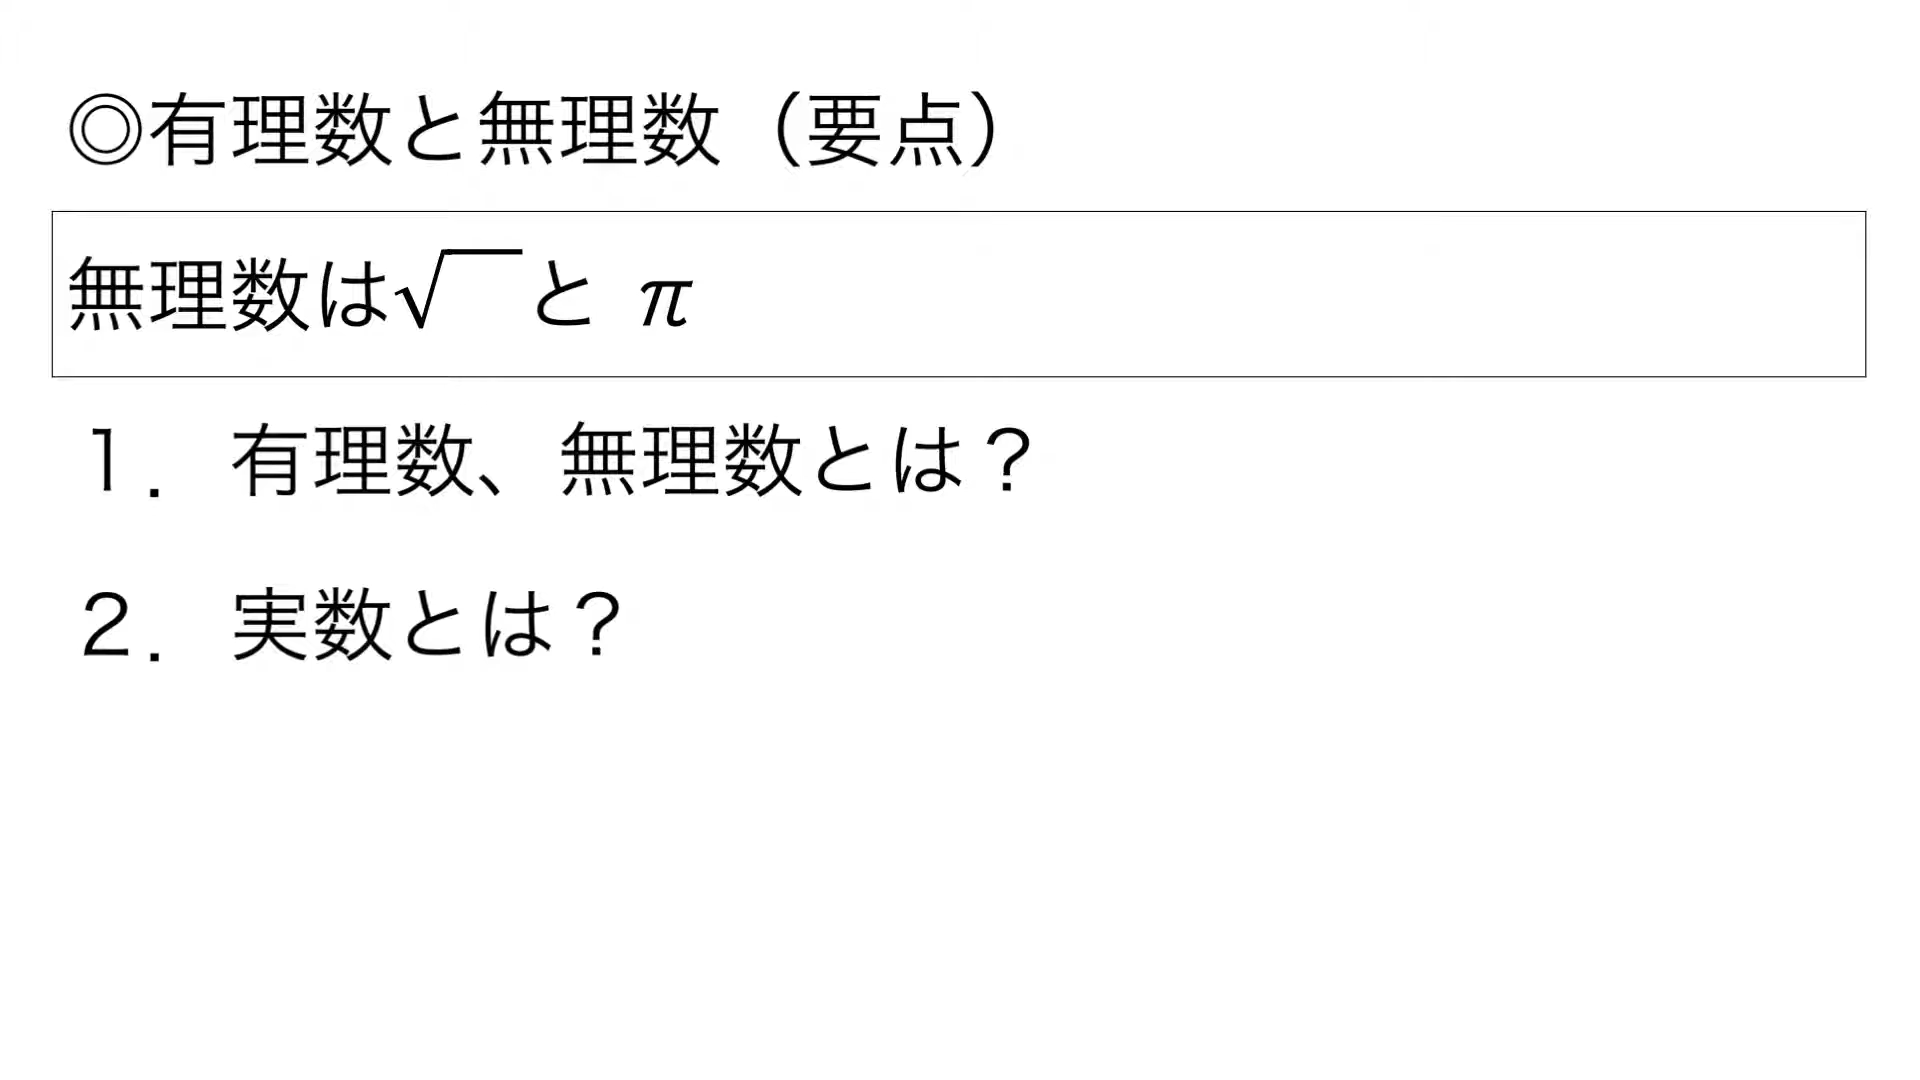 ◎有理数と無理数（要点）
無理数は√ と π
１． 有理数、無理数とは？
２． 実数とは？